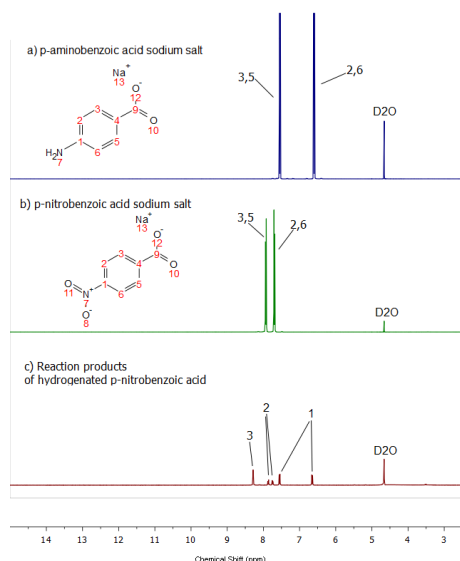 a) p-aminobenzoic acid sodium salt
Na+
13
O-
12
3
9
2
4
O
10
1
5
H2N
7
6
3,5
2,6
D2O
b) p-nitrobenzoic acid sodium salt
Na+
13
O-
12
3
9
2
4
O
10
O
11
1
5
N+
7
6
O-
8
3,5
2,6
D2O
c) Reaction products
of hydrogenated p-nitrobenzoic acid
3
2
1
D2O
14 13 12 11 10 9 8 7 6 5 4 3
Chemical Shift (ppm)